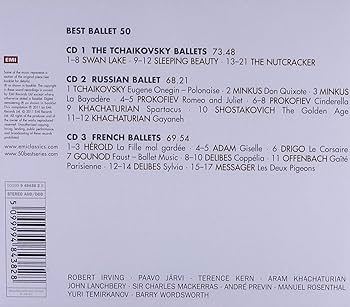 BEST BALLET 50
CD 1 THE TCHAIKOVSKY BALLETS 73.48
1–8 SWAN LAKE · 9–12 SLEEPING BEAUTY · 13–21 THE NUTCRACKER
CD 2 RUSSIAN BALLET 68.21
1 TCHAIKOVSKY Eugene Onegin – Polonaise · 2 MINKUS Don Quixote · 3 MINKUS
La Bayadère · 4–5 PROKOFIEV Romeo and Juliet · 6–8 PROKOFIEV Cinderella
9 KHACHATURIAN Spartacus · 10 SHOSTAKOVICH The Golden Age
11–12 KHACHATURIAN Gayaneh
CD 3 FRENCH BALLETS 69.54
1–3 HÉROLD La Fille mal gardée · 4–5 ADAM Giselle · 6 DRIGO Le Corsaire
7 GOUNOD Faust – Ballet Music · 8–10 DELIBES Coppélia · 11 OFFENBACH Gaîté
Parisienne · 12–14 DELIBES Sylvia · 15–17 MESSAGER Les Deux Pigeons
EMI
www.emiclassics.com
www.50bestseries.com
STEREO ADD/DDD
5 099994 843828
ROBERT IRVING · PAAVO JÄRVI · TERENCE KERN · ARAM KHACHATURIAN
JOHN LANCHBERY · SIR CHARLES MACKERRAS · ANDRÉ PREVIN · MANUEL ROSENTHAL
YURI TEMIRKANOV · BARRY WORDSWORTH